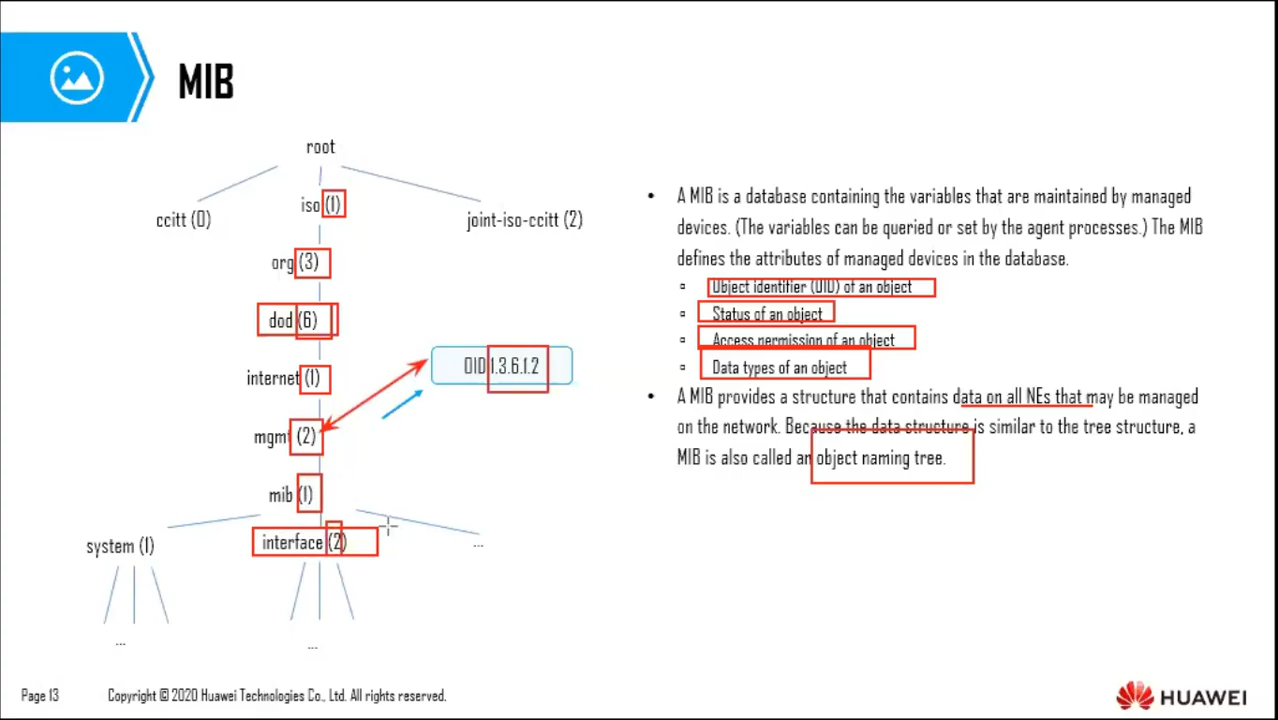 MIB
root
ccitt (0)
iso (1)
joint-iso-ccitt (2)
org (3)
dod (6)
internet (1)
OID 1.3.6.1.2
mgmt (2)
mib (1)
system (1)
interface (2)
...
...
...
• A MIB is a database containing the variables that are maintained by managed
devices. (The variables can be queried or set by the agent processes.) The MIB
defines the attributes of managed devices in the database.
▫ Object identifier (OID) of an object
▫ Status of an object
▫ Access permission of an object
▫ Data types of an object
• A MIB provides a structure that contains data on all NEs that may be managed
on the network. Because the data structure is similar to the tree structure, a
MIB is also called an object naming tree.
Page 13
Copyright © 2020 Huawei Technologies Co., Ltd. All rights reserved.
HUAWEI